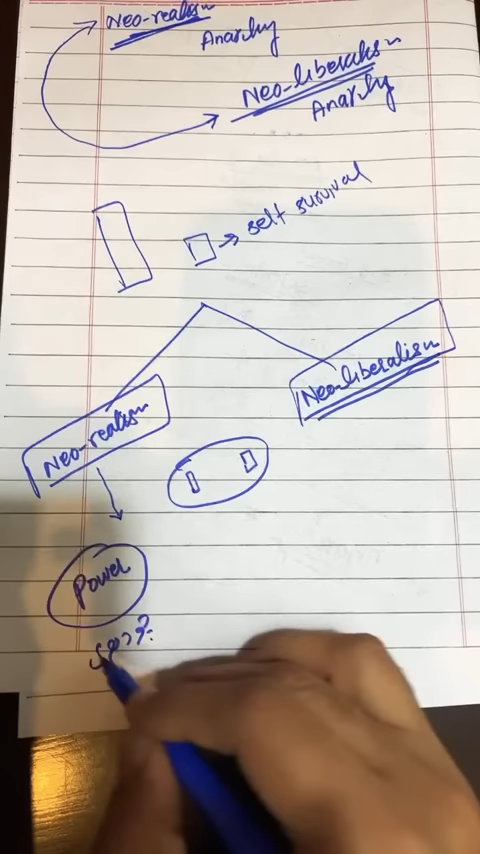 Neo-realism
Anarchy
Neo-liberalism
Anarchy
self survival
Neo-liberalism
Neo-realism
Power